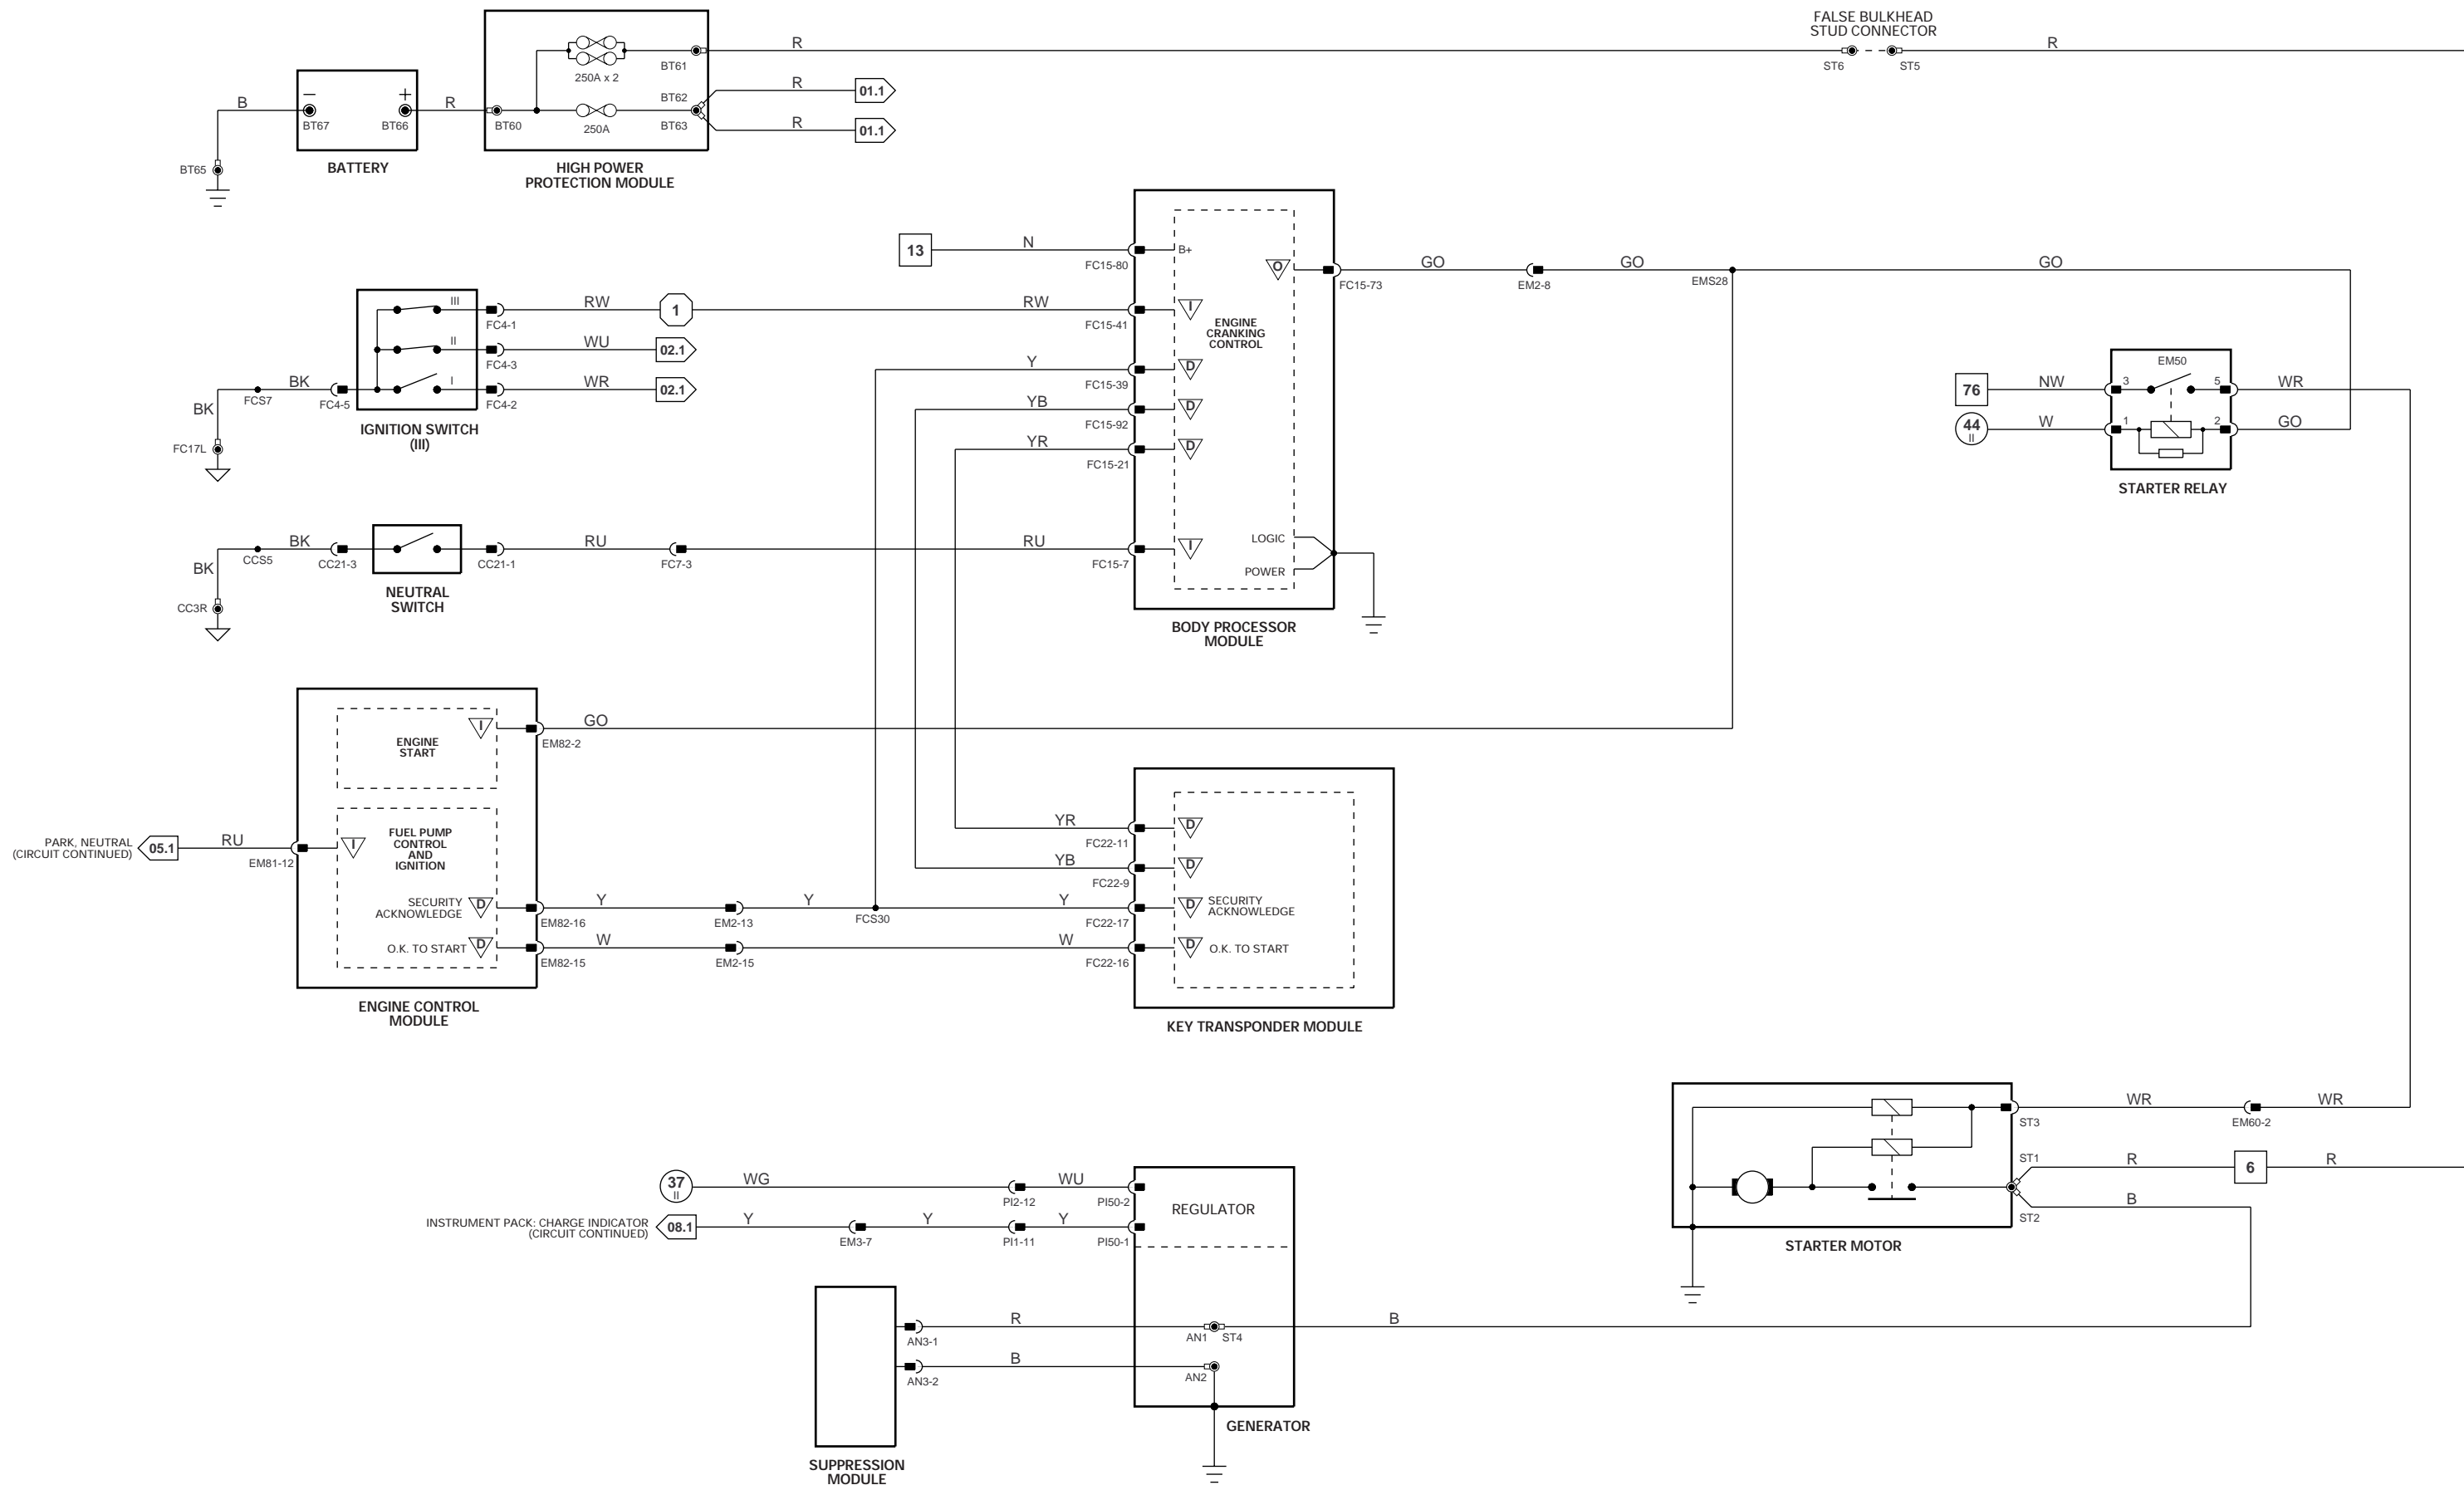 FALSE BULKHEAD
STUD CONNECTOR
R
R
BT61
ST6
ST5
250A x 2
R
01.1
BT62
B
–
+
R
BT67
BT66
BT60
250A
BT63
R
01.1
BATTERY
HIGH POWER
PROTECTION MODULE
BT65
13
N
B+
FC15-80
O
GO
GO
GO
FC15-73
EM2-8
EMS28
III
RW
1
RW
I
FC4-1
FC15-41
ENGINE
CRANKING
CONTROL
II
WU
02.1
FC4-3
Y
D
FC15-39
I
BK
WR
02.1
FCS7
FC4-5
FC4-2
BK
YB
D
FC15-92
IGNITION SWITCH
(III)
FC17L
YR
D
FC15-21
EM50
76
NW
3
5
WR
44
II
W
1
2
GO
STARTER RELAY
BK
RU
RU
I
LOGIC
CCS5
CC21-3
CC21-1
FC7-3
FC15-7
POWER
BK
NEUTRAL
SWITCH
CC3R
BODY PROCESSOR
MODULE
I
GO
ENGINE
START
EM82-2
PARK, NEUTRAL
(CIRCUIT CONTINUED)
05.1
RU
EM81-12
I
FUEL PUMP
CONTROL
AND
IGNITION
YR
D
FC22-11
YB
D
FC22-9
SECURITY
ACKNOWLEDGE
D
Y
Y
Y
D
SECURITY
ACKNOWLEDGE
EM82-16
EM2-13
FCS30
FC22-17
O.K. TO START
D
W
W
D
O.K. TO START
EM82-15
EM2-15
FC22-16
ENGINE CONTROL
MODULE
KEY TRANSPONDER MODULE
WR
WR
ST3
EM60-2
ST1
R
6
R
B
ST2
STARTER MOTOR
37
II
WG
WU
PI2-12
PI50-2
REGULATOR
INSTRUMENT PACK: CHARGE INDICATOR
(CIRCUIT CONTINUED)
08.1
Y
Y
Y
EM3-7
PI1-11
PI50-1
R
B
AN3-1
AN1
ST4
B
AN3-2
AN2
GENERATOR
SUPPRESSION
MODULE